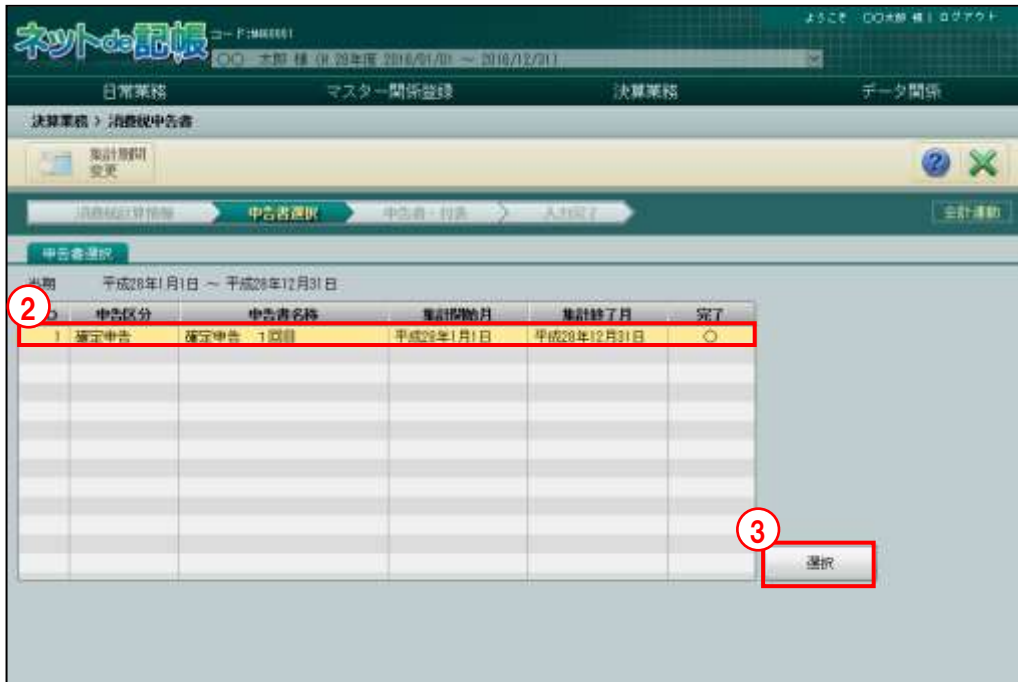 ようこそ 〇〇太郎 様 | ログアウト
ネットde記帳
〇〇 太郎 様 (H.28年度 2016/01/01 ～ 2016/12/31)
日常業務 マスター関係登録 決算業務 データ関係
決算業務 > 消費税申告書
集計期間
変更
消費税計算情報 申告書選択 申告書・付表 入力完了 会計連動
申告書選択
当期 平成28年1月1日 ～ 平成28年12月31日
② 申告区分 申告書名称 集計開始月 集計終了月 完了
1 確定申告 確定申告 1回目 平成28年1月1日 平成28年12月31日 〇
③
選択